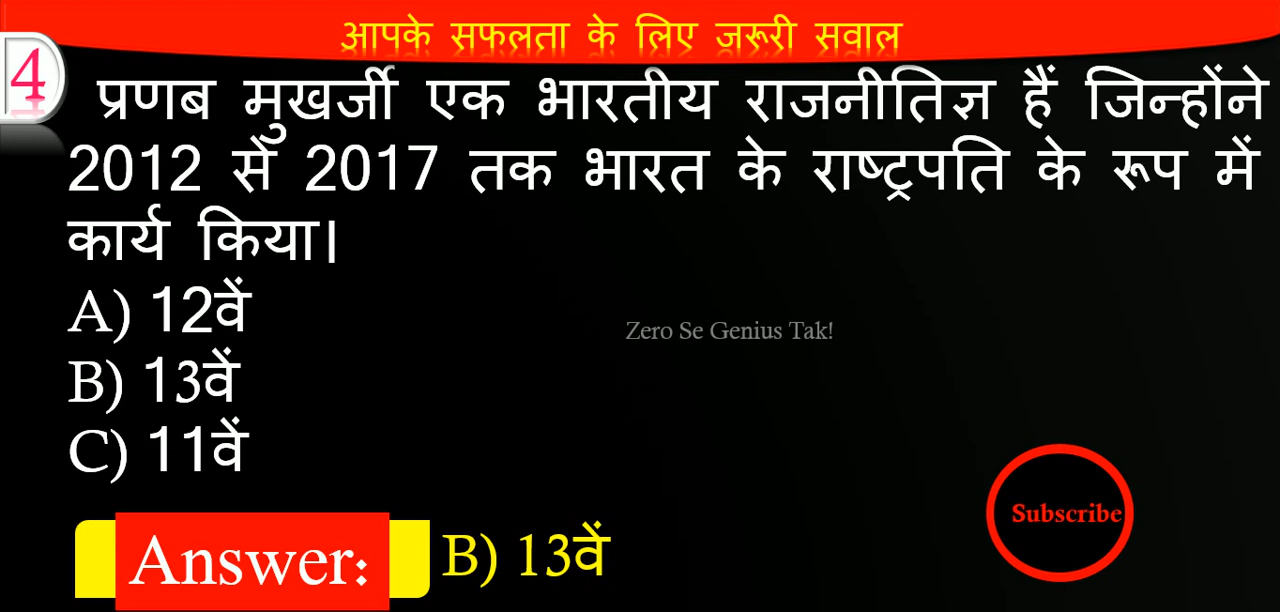 आपके सफलता के लिए जरूरी सवाल
4
प्रणब मुखर्जी एक भारतीय राजनीतिज्ञ हैं जिन्होंने
2012 से 2017 तक भारत के राष्ट्रपति के रूप में
कार्य किया।
A) 12वें
Zero Se Genius Tak!
B) 13वें
C) 11वें
Subscribe
Answer: B) 13वें